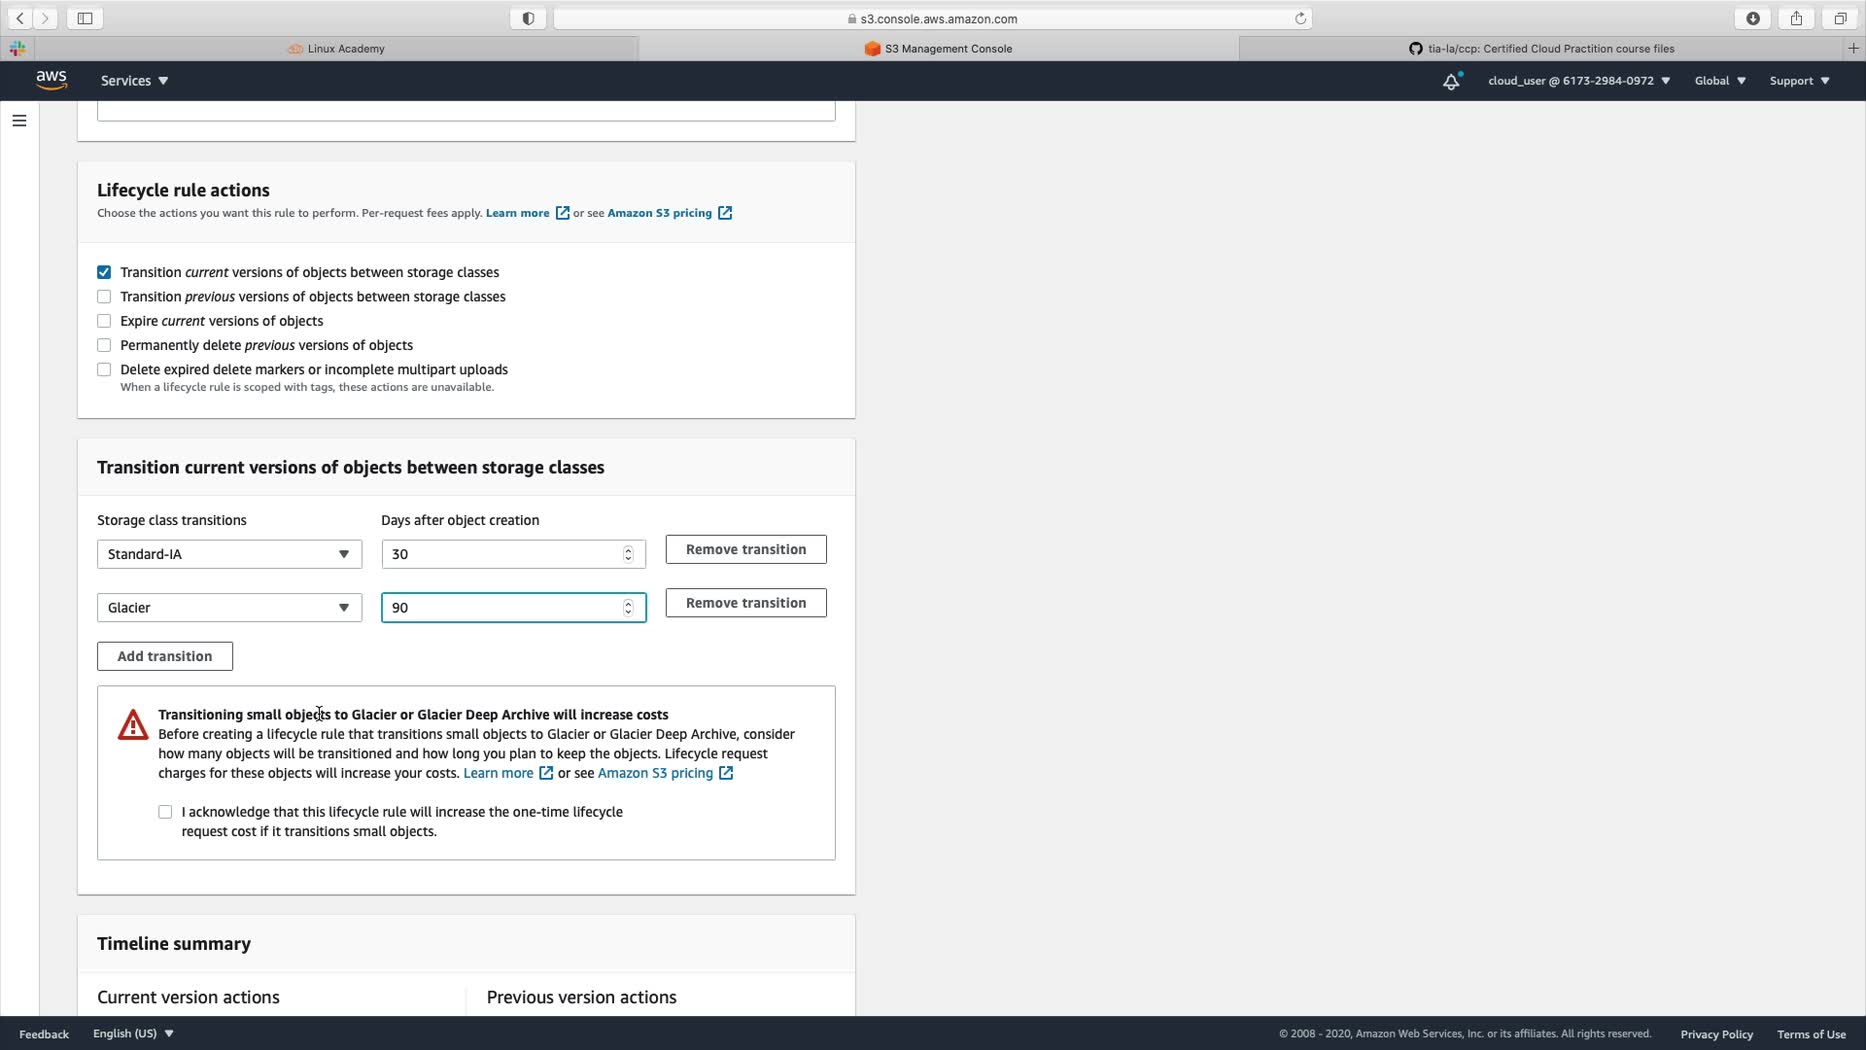 s3.console.aws.amazon.com
Linux Academy
S3 Management Console
tia-la/ccp: Certified Cloud Practition course files
aws
Services
cloud_user @ 6173-2984-0972
Global
Support
Lifecycle rule actions
Choose the actions you want this rule to perform. Per-request fees apply. Learn more or see Amazon S3 pricing
Transition current versions of objects between storage classes
Transition previous versions of objects between storage classes
Expire current versions of objects
Permanently delete previous versions of objects
Delete expired delete markers or incomplete multipart uploads
When a lifecycle rule is scoped with tags, these actions are unavailable.
Transition current versions of objects between storage classes
Storage class transitions
Days after object creation
Standard-IA
30
Remove transition
Glacier
90
Remove transition
Add transition
Transitioning small objects to Glacier or Glacier Deep Archive will increase costs
Before creating a lifecycle rule that transitions small objects to Glacier or Glacier Deep Archive, consider
how many objects will be transitioned and how long you plan to keep the objects. Lifecycle request
charges for these objects will increase your costs. Learn more or see Amazon S3 pricing
I acknowledge that this lifecycle rule will increase the one-time lifecycle
request cost if it transitions small objects.
Timeline summary
Current version actions
Previous version actions
Feedback
English (US)
© 2008 - 2020, Amazon Web Services, Inc. or its affiliates. All rights reserved.
Privacy Policy
Terms of Use